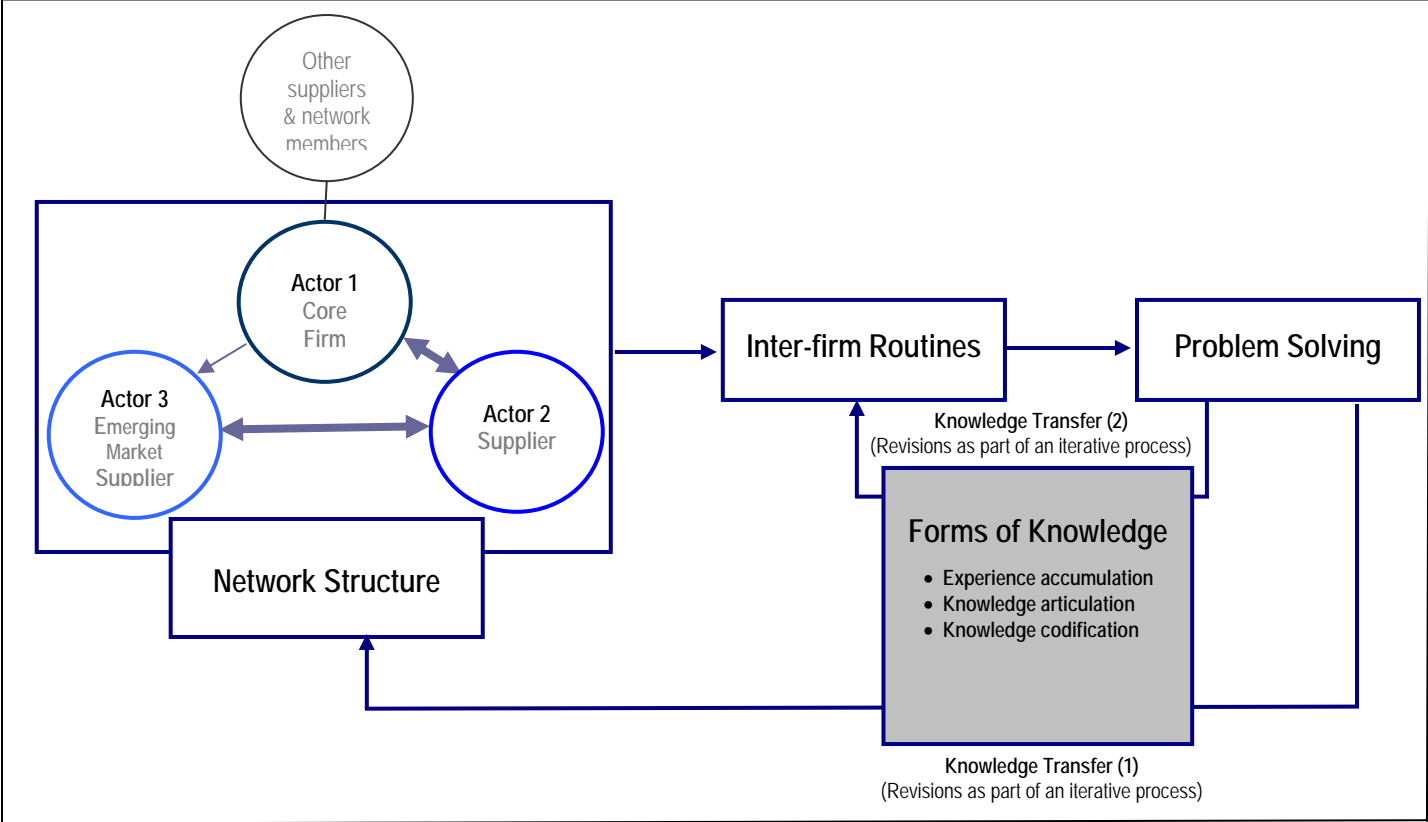 Other
suppliers
& network
members
Actor 1
Core
Firm
Actor 3
Emerging
Market
Supplier
Actor 2
Supplier
Network Structure
Inter-firm Routines
Problem Solving
Knowledge Transfer (2)
(Revisions as part of an iterative process)
Forms of Knowledge
• Experience accumulation
• Knowledge articulation
• Knowledge codification
Knowledge Transfer (1)
(Revisions as part of an iterative process)